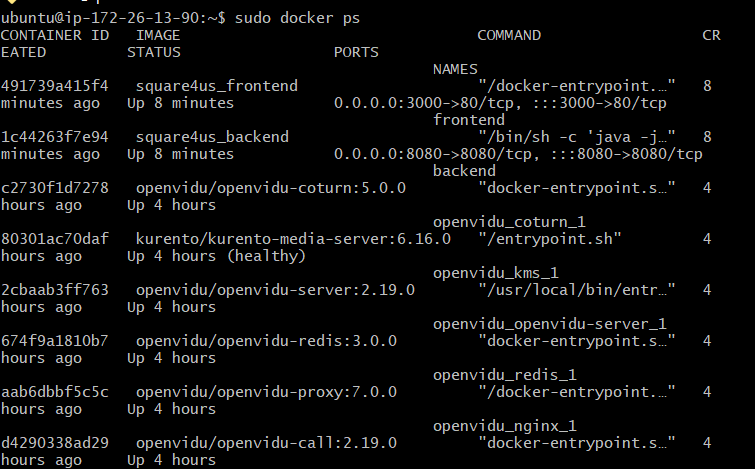 ubuntu@ip-172-26-13-90:~$ sudo docker ps
CONTAINER ID   IMAGE   COMMAND   CR
EATED   STATUS   PORTS
NAMES
491739a415f4   square4us_frontend   "/docker-entrypoint.…"   8
minutes ago   Up 8 minutes   0.0.0.0:3000->80/tcp, :::3000->80/tcp
frontend
1c44263f7e94   square4us_backend   "/bin/sh -c 'java -j…"   8
minutes ago   Up 8 minutes   0.0.0.0:8080->8080/tcp, :::8080->8080/tcp
backend
c2730f1d7278   openvidu/openvidu-coturn:5.0.0   "docker-entrypoint.s…"   4
hours ago   Up 4 hours
openvidu_coturn_1
80301ac70daf   kurento/kurento-media-server:6.16.0   "/entrypoint.sh"   4
hours ago   Up 4 hours (healthy)
openvidu_kms_1
2cbaab3ff763   openvidu/openvidu-server:2.19.0   "/usr/local/bin/entr…"   4
hours ago   Up 4 hours
openvidu_openvidu-server_1
674f9a1810b7   openvidu/openvidu-redis:3.0.0   "docker-entrypoint.s…"   4
hours ago   Up 4 hours
openvidu_redis_1
aab6dbbf5c5c   openvidu/openvidu-proxy:7.0.0   "/docker-entrypoint.…"   4
hours ago   Up 4 hours
openvidu_nginx_1
d4290338ad29   openvidu/openvidu-call:2.19.0   "docker-entrypoint.s…"   4
hours ago   Up 4 hours